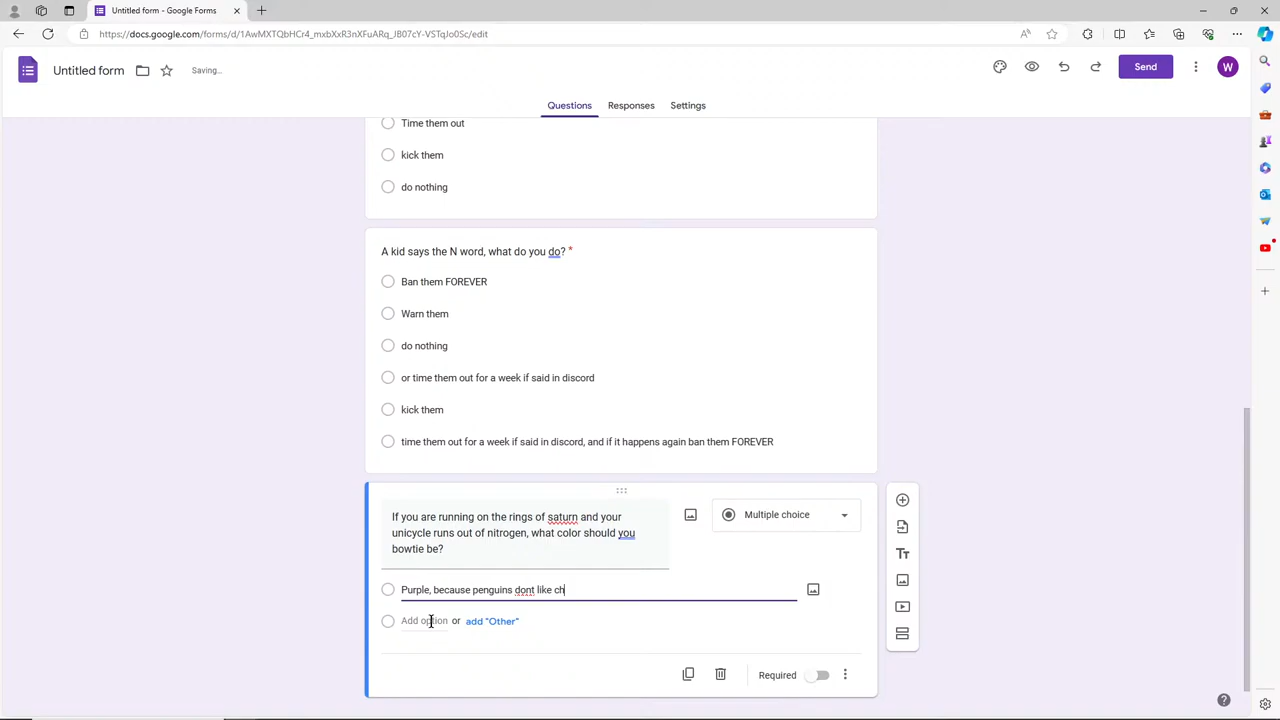 Untitled form - Google Forms
https://docs.google.com/forms/d/1AwMXTQbHCr4_mxbXxR3nXFuARq_JB07cY-VSTqJo0Sc/edit
Untitled form
Saving...
Send
W
Questions
Responses
Settings
Time them out
kick them
do nothing
A kid says the N word, what do you do? *
Ban them FOREVER
Warn them
do nothing
or time them out for a week if said in discord
kick them
time them out for a week if said in discord, and if it happens again ban them FOREVER
If you are running on the rings of saturn and your
unicycle runs out of nitrogen, what color should you
bowtie be?
Multiple choice
Purple, because penguins dont like ch
Add option or add "Other"
Required